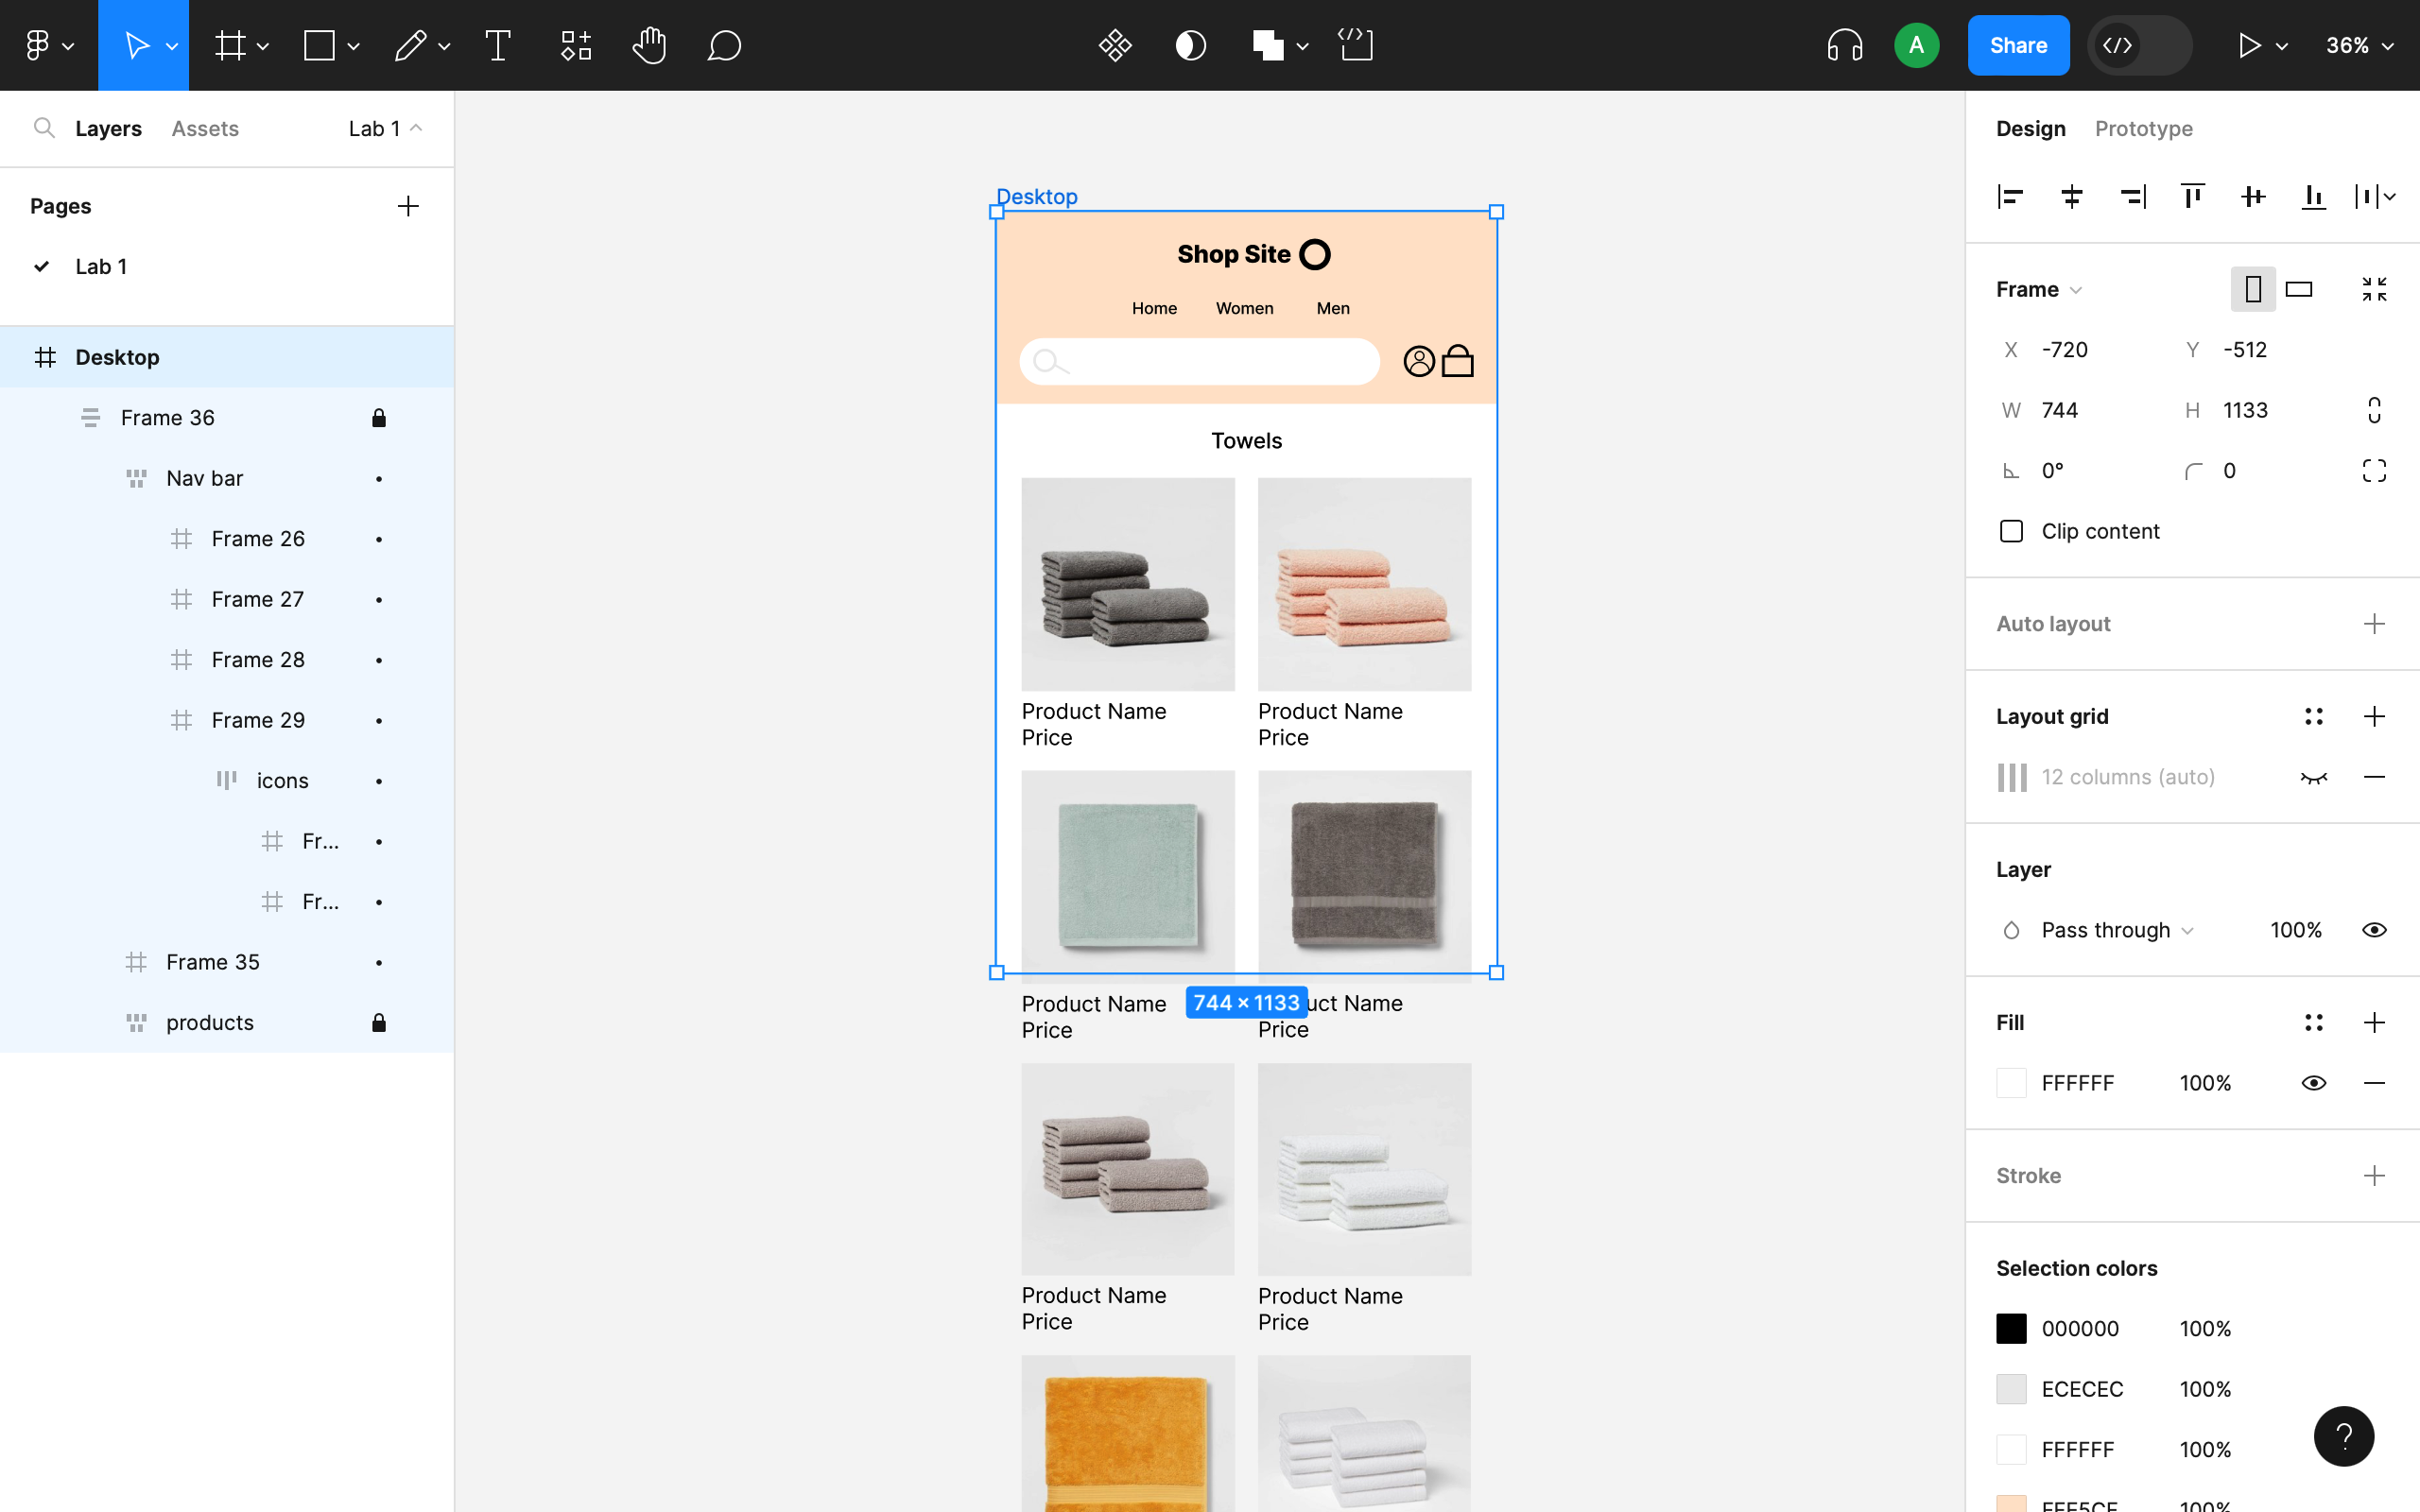 A
Share
36%
Layers
Assets
Lab 1
Pages
Lab 1
Desktop
Frame 36
Nav bar
Frame 26
Frame 27
Frame 28
Frame 29
icons
Fr...
Fr...
Frame 35
products
Desktop
Shop Site
Home
Women
Men
Towels
Product Name
Price
Product Name
Price
Product Name
Price
744 × 1133
uct Name
Price
Product Name
Price
Product Name
Price
Design
Prototype
Frame
X -720
Y -512
W 744
H 1133
0°
0
Clip content
Auto layout
Layout grid
12 columns (auto)
Layer
Pass through
100%
Fill
FFFFFF
100%
Stroke
Selection colors
000000
100%
ECECEC
100%
FFFFFF
100%
?
100%